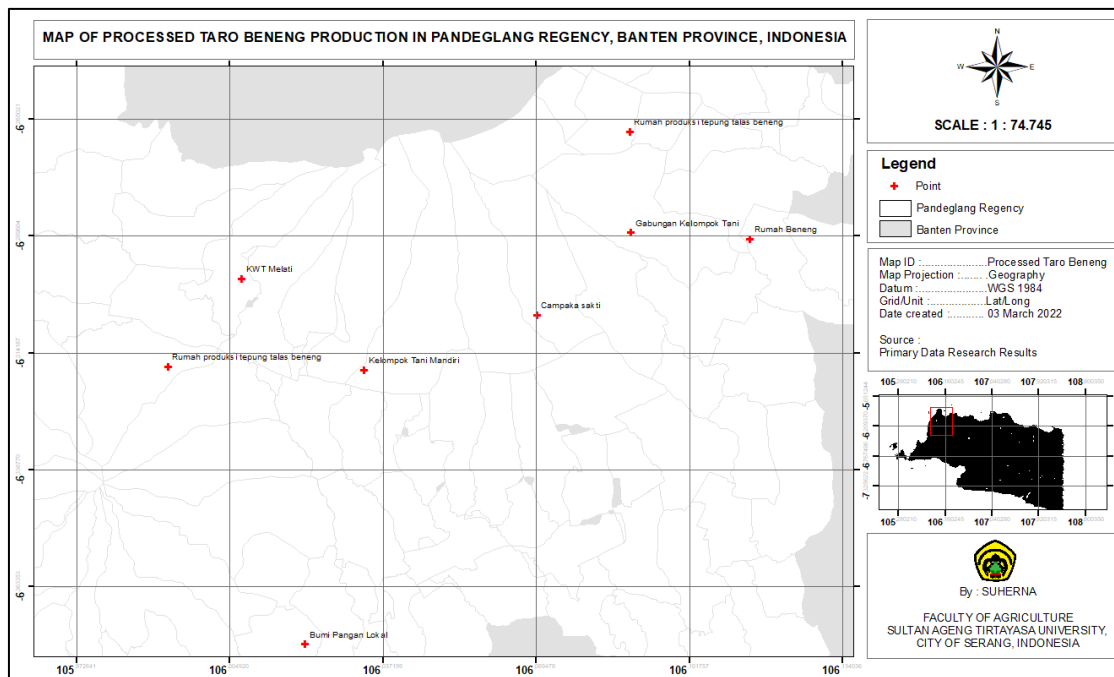 MAP OF PROCESSED TARO BENENG PRODUCTION IN PANDEGLANG REGENCY, BANTEN PROVINCE, INDONESIA
Rumah produksi tepung talas beneng
Gabungan Kelompok Tani
Rumah Beneng
KWT Melati
Campaka sakti
Rumah produksi tepung talas beneng
Kelompok Tani Mandiri
Bumi Pangan Lokal
-6
-6
-6
-6
-6
105
106
106
106
106
106
N
W E
S
SCALE : 1 : 74.745
Legend
Point
Pandeglang Regency
Banten Province
Map ID :......................Processed Taro Beneng
Map Projection :........Geography
Datum :......................WGS 1984
Grid/Unit :..................Lat/Long
Date created :........... 03 March 2022
Source :
Primary Data Research Results
105 106 107 107 108
-5
-6
-6
-7
105 106 107 107 108
By : SUHERNA
FACULTY OF AGRICULTURE
SULTAN AGENG TIRTAYASA UNIVERSITY,
CITY OF SERANG, INDONESIA